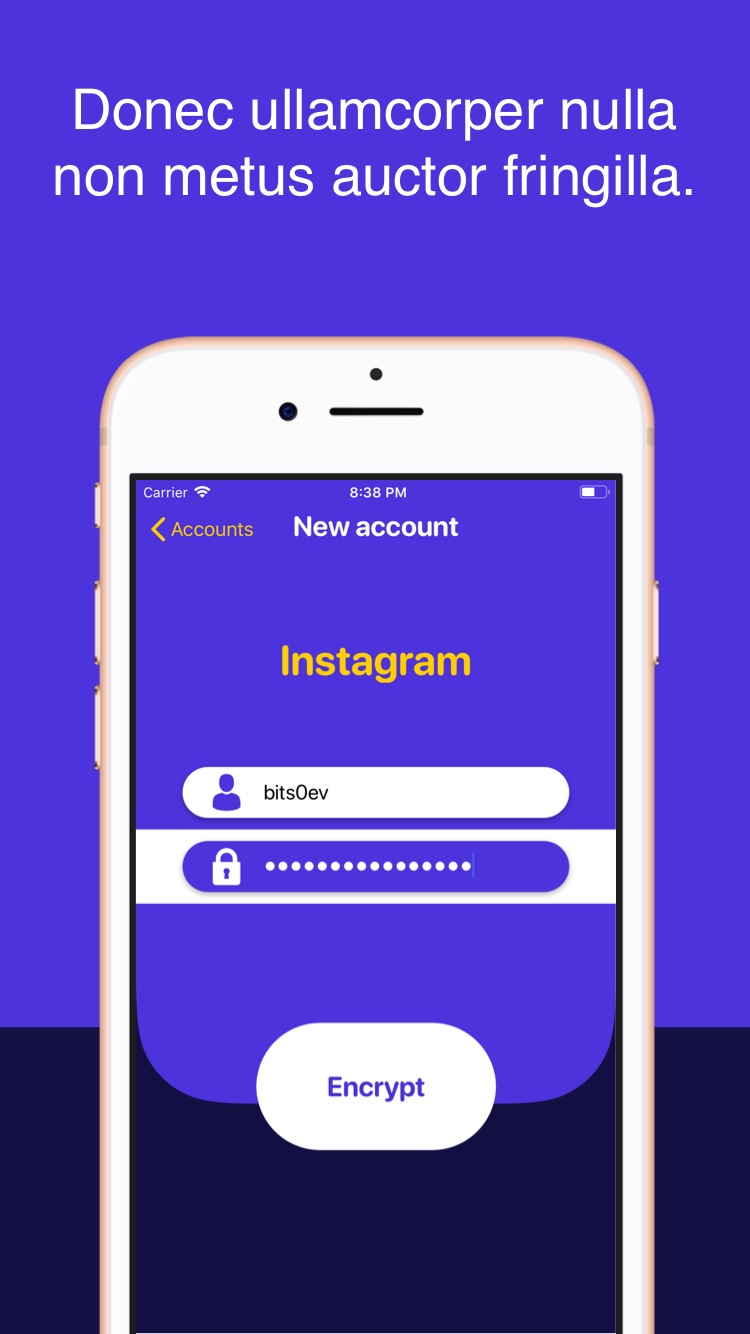 Donec ullamcorper nulla
non metus auctor fringilla.
Carrier 8:38 PM
Accounts New account
Instagram
bits0ev
••••••••••••••••
Encrypt